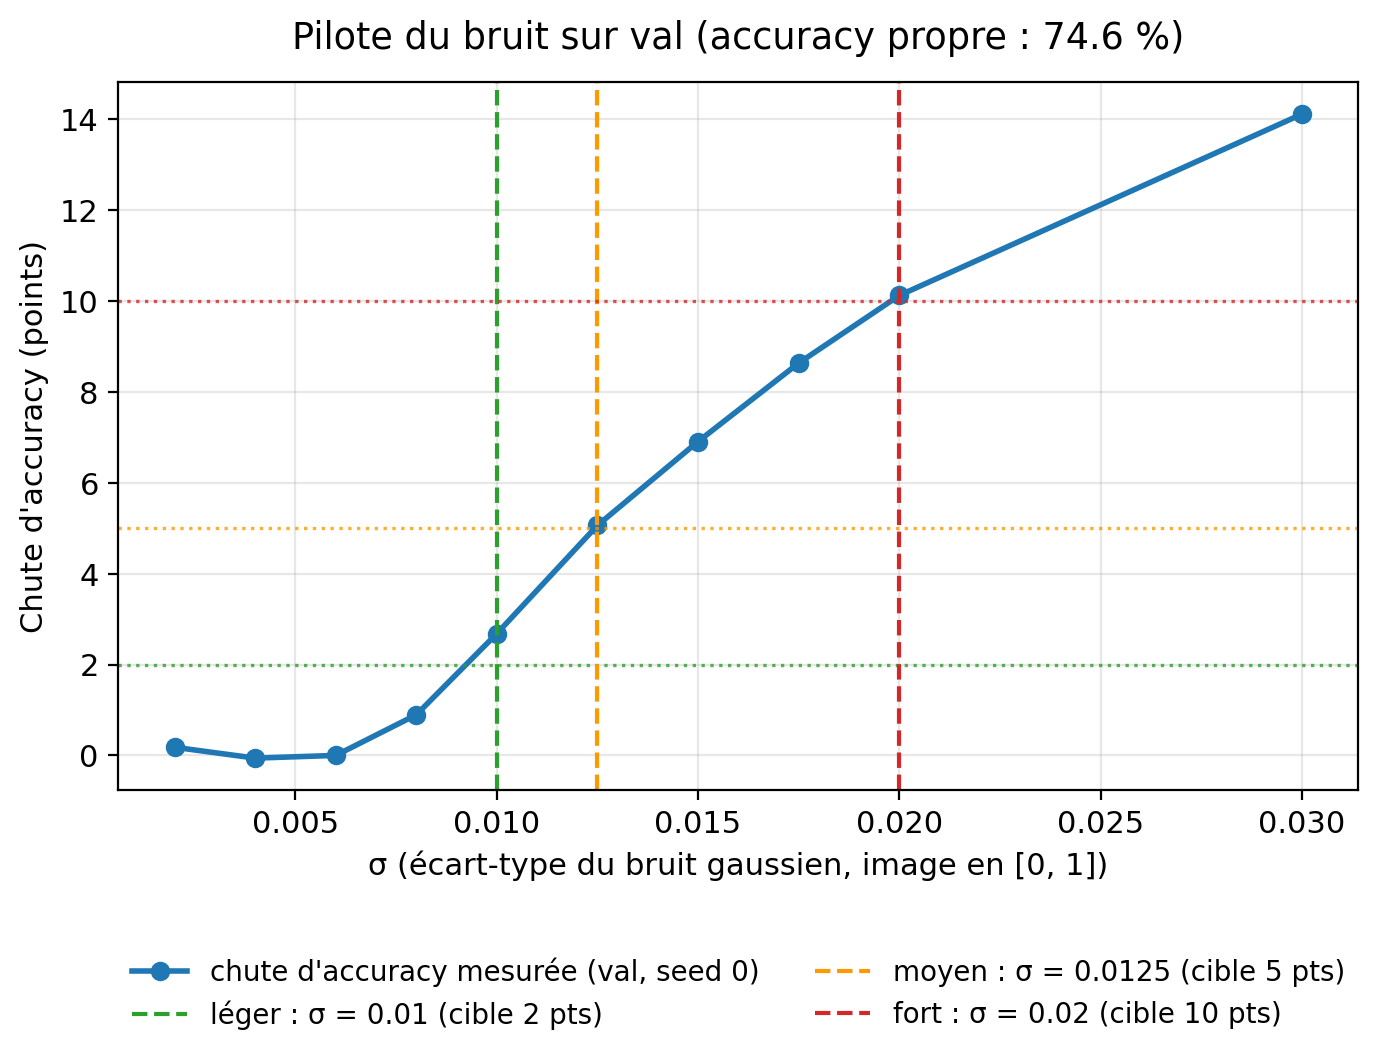 Pilote du bruit sur val (accuracy propre : 74.6 %)
Chute d'accuracy (points)
14
12
10
8
6
4
2
0
0.005 0.010 0.015 0.020 0.025 0.030
σ (écart-type du bruit gaussien, image en [0, 1])
chute d'accuracy mesurée (val, seed 0)
léger : σ = 0.01 (cible 2 pts)
moyen : σ = 0.0125 (cible 5 pts)
fort : σ = 0.02 (cible 10 pts)